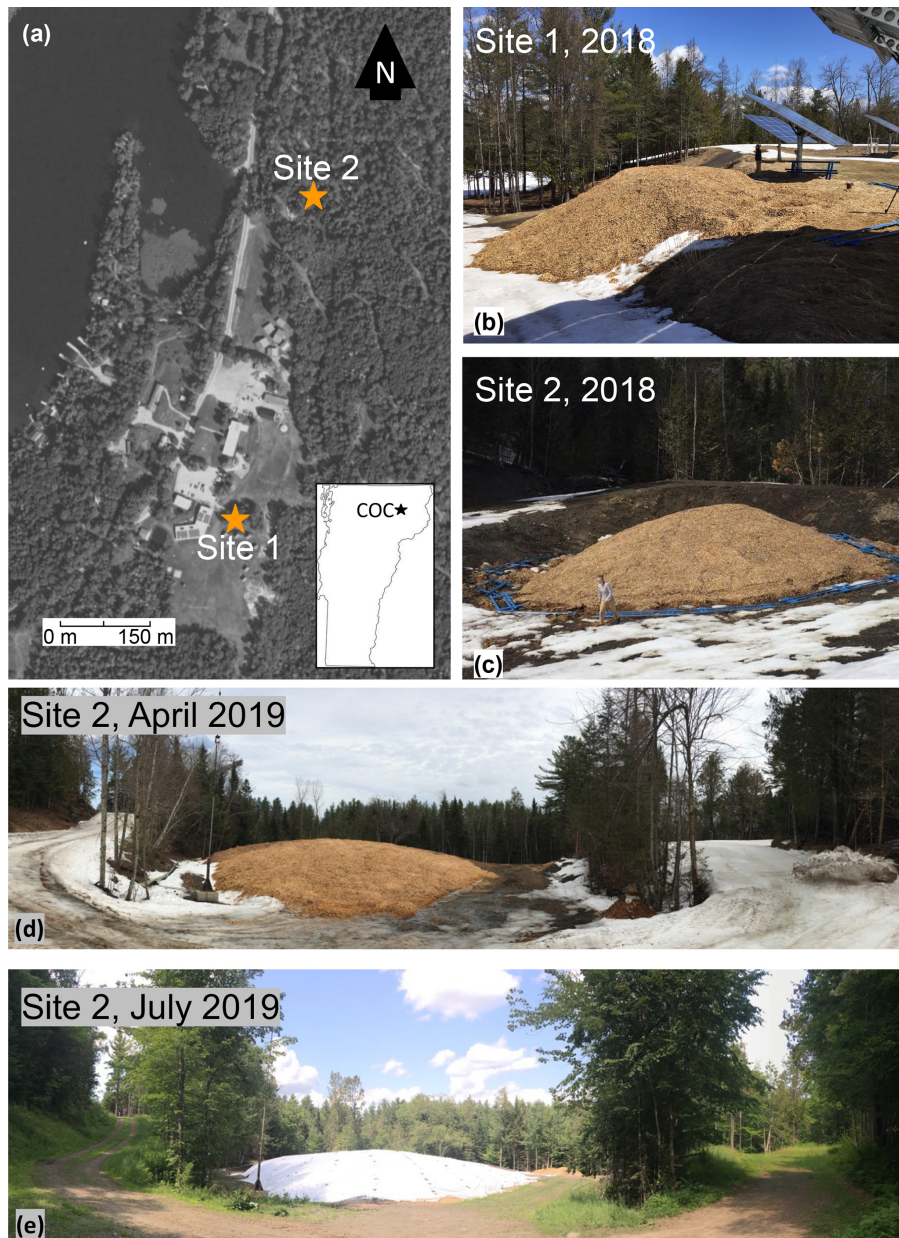 (a)
N
Site 2
Site 1
0 m
150 m
COC
Site 1, 2018
(b)
Site 2, 2018
(c)
Site 2, April 2019
(d)
Site 2, July 2019
(e)